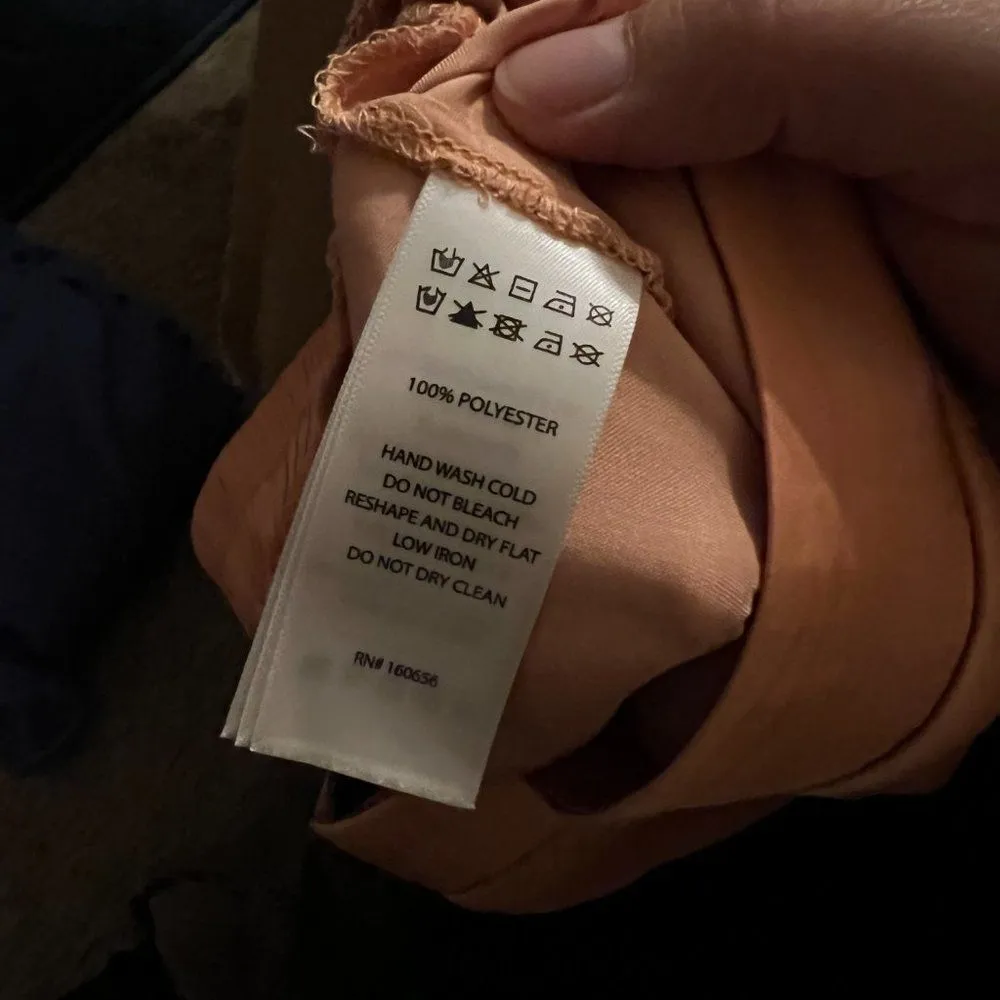 100% POLYESTER
HAND WASH COLD
DO NOT BLEACH
RESHAPE AND DRY FLAT
LOW IRON
DO NOT DRY CLEAN
RN# 160656